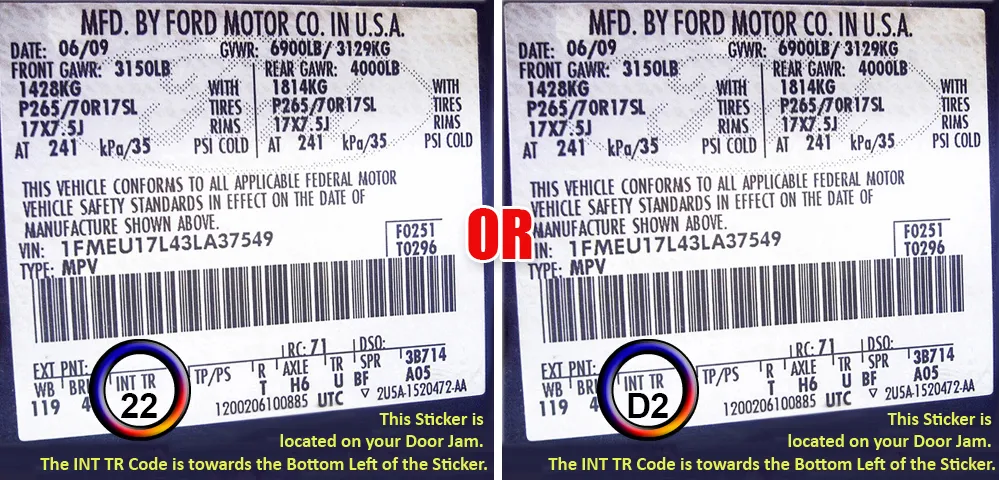 MFD. BY FORD MOTOR CO. IN U.S.A.
DATE: 06/09 GVWR: 6900LB/ 3129KG
FRONT GAWR: 3150LB REAR GAWR: 4000LB
1428KG WITH 1814KG WITH
P265/70R17SL TIRES P265/70R17SL TIRES
17X7.5J RIMS 17X7.5J RIMS
AT 241 kPa/35 PSI COLD AT 241 kPa/35 PSI COLD
THIS VEHICLE CONFORMS TO ALL APPLICABLE FEDERAL MOTOR
VEHICLE SAFETY STANDARDS IN EFFECT ON THE DATE OF
MANUFACTURE SHOWN ABOVE.
VIN: 1FMEU17L43LA37549 F0251
TYPE: MPV T0296
EXT PNT: RC: 71 DSO:
WB BR INT TR TP/PS R AXLE TR SPR 3B714
119 4 22 T H6 U BF A05
1200206100885 UTC ▽ 2U5A-1520472-AA
This Sticker is
located on your Door Jam.
The INT TR Code is towards the Bottom Left of the Sticker.
OR
MFD. BY FORD MOTOR CO. IN U.S.A.
DATE: 06/09 GVWR: 6900LB/ 3129KG
FRONT GAWR: 3150LB REAR GAWR: 4000LB
1428KG WITH 1814KG WITH
P265/70R17SL TIRES P265/70R17SL TIRES
17X7.5J RIMS 17X7.5J RIMS
AT 241 kPa/35 PSI COLD AT 241 kPa/35 PSI COLD
THIS VEHICLE CONFORMS TO ALL APPLICABLE FEDERAL MOTOR
VEHICLE SAFETY STANDARDS IN EFFECT ON THE DATE OF
MANUFACTURE SHOWN ABOVE.
IN: 1FMEU17L43LA37549 F0251
TYPE: MPV T0296
EXT PNT: RC: 71 DSO:
WB BR INT TR TP/PS R AXLE TR SPR 3B714
119 4 D2 T H6 U BF A05
1200206100885 UTC ▽ 2U5A-1520472-AA
This Sticker is
located on your Door Jam.
The INT TR Code is towards the Bottom Left of the Sticker.